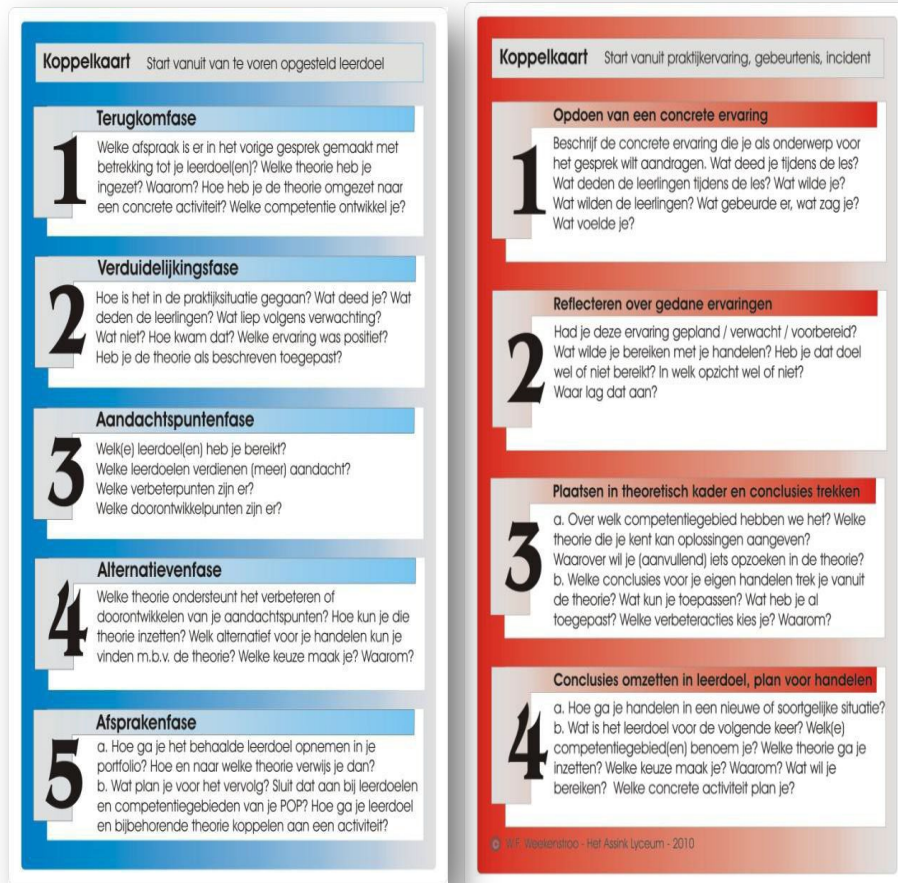 Koppelkaart Start vanuit van te voren opgesteld leerdoel
1
Terugkomfase
Welke afspraak is er in het vorige gesprek gemaakt met
betrekking tot je leerdoel(en)? Welke theorie heb je
ingezet? Waarom? Hoe heb je de theorie omgezet naar
een concrete activiteit? Welke competentie ontwikkel je?
2
Verduidelijkingsfase
Hoe is het in de praktijksituatie gegaan? Wat deed je? Wat
deden de leerlingen? Wat liep volgens verwachting?
Wat niet? Hoe kwam dat? Welke ervaring was positief?
Heb je de theorie als beschreven toegepast?
3
Aandachtspuntenfase
Welk(e) leerdoel(en) heb je bereikt?
Welke leerdoelen verdienen (meer) aandacht?
Welke verbeterpunten zijn er?
Welke doorontwikkelpunten zijn er?
4
Alternatievenfase
Welke theorie ondersteunt het verbeteren of
doorontwikkelen van je aandachtspunten? Hoe kun je die
theorie inzetten? Welk alternatief voor je handelen kun je
vinden m.b.v. de theorie? Welke keuze maak je? Waarom?
5
Afsprakenfase
a. Hoe ga je het behaalde leerdoel opnemen in je
portfolio? Hoe en naar welke theorie verwijs je dan?
b. Wat plan je voor het vervolg? Sluit dat aan bij leerdoelen
en competentiegebieden van je POP? Hoe ga je leerdoel
en bijbehorende theorie koppelen aan een activiteit?
Koppelkaart Start vanuit praktijkervaring, gebeurtenis, incident
1
Opdoen van een concrete ervaring
Beschrijf de concrete ervaring die je als onderwerp voor
het gesprek wilt aandragen. Wat deed je tijdens de les?
Wat deden de leerlingen tijdens de les? Wat wilde je?
Wat wilden de leerlingen? Wat gebeurde er, wat zag je?
Wat voelde je?
2
Reflecteren over gedane ervaringen
Had je deze ervaring gepland / verwacht / voorbereid?
Wat wilde je bereiken met je handelen? Heb je dat doel
wel of niet bereikt? In welk opzicht wel of niet?
Waar lag dat aan?
3
Plaatsen in theoretisch kader en conclusies trekken
a. Over welk competentiegebied hebben we het? Welke
theorie die je kent kan oplossingen aangeven?
Waarover wil je (aanvullend) iets opzoeken in de theorie?
b. Welke conclusies voor je eigen handelen trek je vanuit
de theorie? Wat kun je toepassen? Wat heb je al
toegepast? Welke verbeteracties kies je? Waarom?
4
Conclusies omzetten in leerdoel, plan voor handelen
a. Hoe ga je handelen in een nieuwe of soortgelijke situatie?
b. Wat is het leerdoel voor de volgende keer? Welk(e)
competentiegebied(en) benoem je? Welke theorie ga je
inzetten? Welke keuze maak je? Waarom? Wat wil je
bereiken? Welke concrete activiteit plan je?
W.F. Weekenstroo - Het Assink Lyceum - 2010